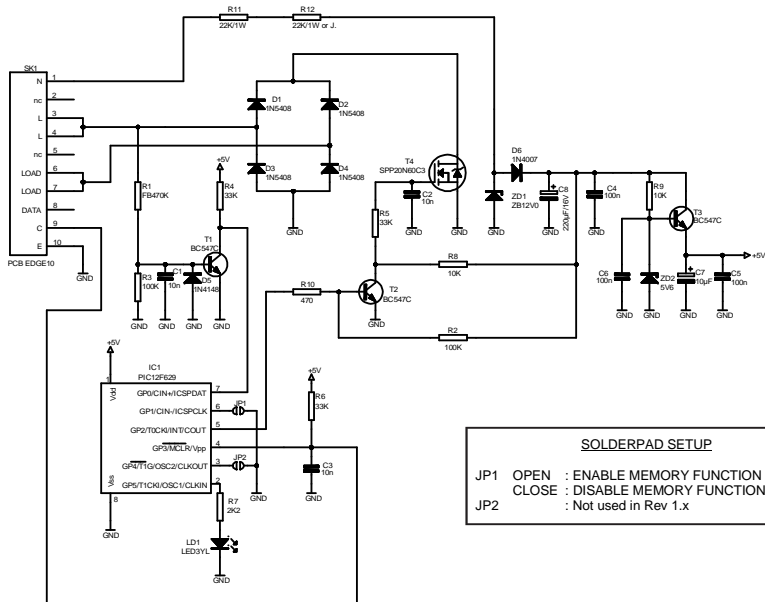 R11
22K/1W
R12
22K/1W or J.
SK1
N
1
nc
2
L
3
L
4
nc
5
LOAD
6
LOAD
7
DATA
8
C
9
E
10
PCB EDGE10
GND
D1
1N5408
D2
1N5408
D3
1N5408
D4
1N5408
GND
R1
FB470K
R3
100K
C1
10n
D5
1N4148
T1
BC547C
+5V
R4
33K
GND
GND
GND
GND
T4
SPP20N60C3
C2
10n
GND
GND
R5
33K
R8
10K
T2
BC547C
GND
R10
470
R2
100K
D6
1N4007
ZD1
ZB12V0
GND
C8
220µF/16V
GND
C4
100n
GND
R9
10K
T3
BC547C
+5V
C6
100n
GND
ZD2
5V6
GND
C7
10µF
GND
C5
100n
GND
+5V
IC1
PIC12F629
1
Vdd
Vss
8
GND
GP0/CIN+/ICSPDAT
7
GP1/CIN-/ICSPCLK
6
JP1
GP2/T0CKI/INT/COUT
5
GP3/MCLR/Vpp
4
GP4/T1G/OSC2/CLKOUT
3
JP2
GP5/T1CKI/OSC1/CLKIN
2
R7
2K2
LD1
LED3YL
GND
GND
+5V
R6
33K
C3
10n
GND
SOLDERPAD SETUP
JP1 OPEN : ENABLE MEMORY FUNCTION
CLOSE : DISABLE MEMORY FUNCTION
JP2 : Not used in Rev 1.x